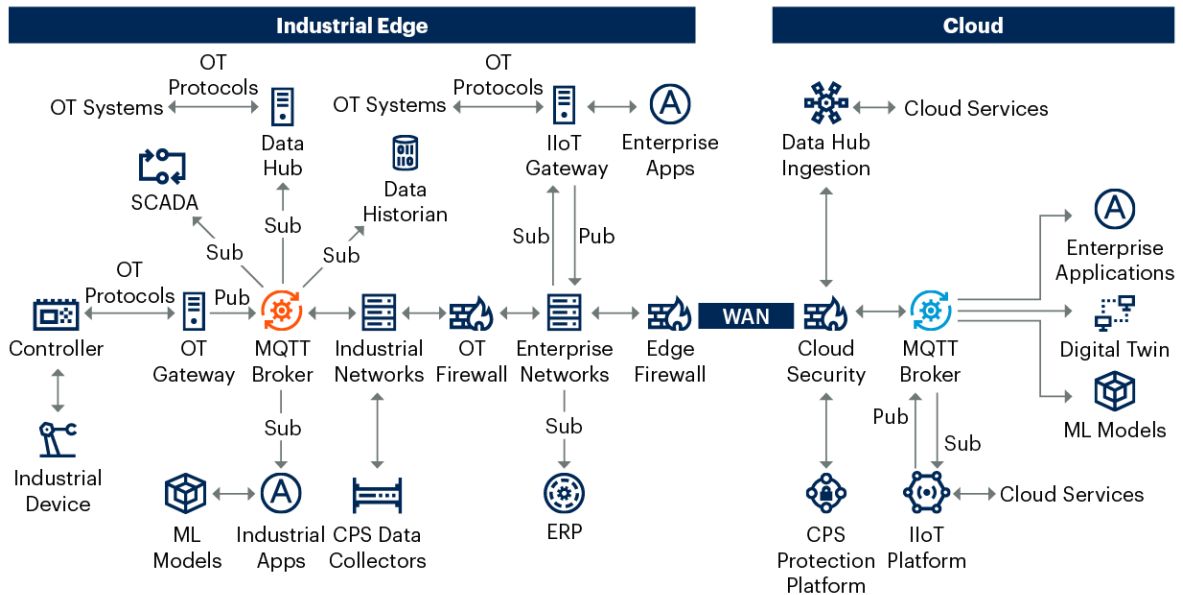 Industrial Edge
Cloud
OT
Protocols
OT Systems
Data
Hub
OT
Protocols
OT Systems
IIoT
Gateway
Enterprise
Apps
Data Hub
Ingestion
Cloud Services
SCADA
Data
Historian
Sub
Sub
Sub
Sub
Pub
Enterprise
Applications
OT
Protocols
Pub
Controller
OT
Gateway
MQTT
Broker
Industrial
Networks
OT
Firewall
Enterprise
Networks
Edge
Firewall
WAN
Cloud
Security
MQTT
Broker
Digital Twin
ML Models
Sub
Sub
Pub
Sub
Industrial
Device
ML
Models
Industrial
Apps
CPS Data
Collectors
ERP
CPS
Protection
Platform
IIoT
Platform
Cloud Services